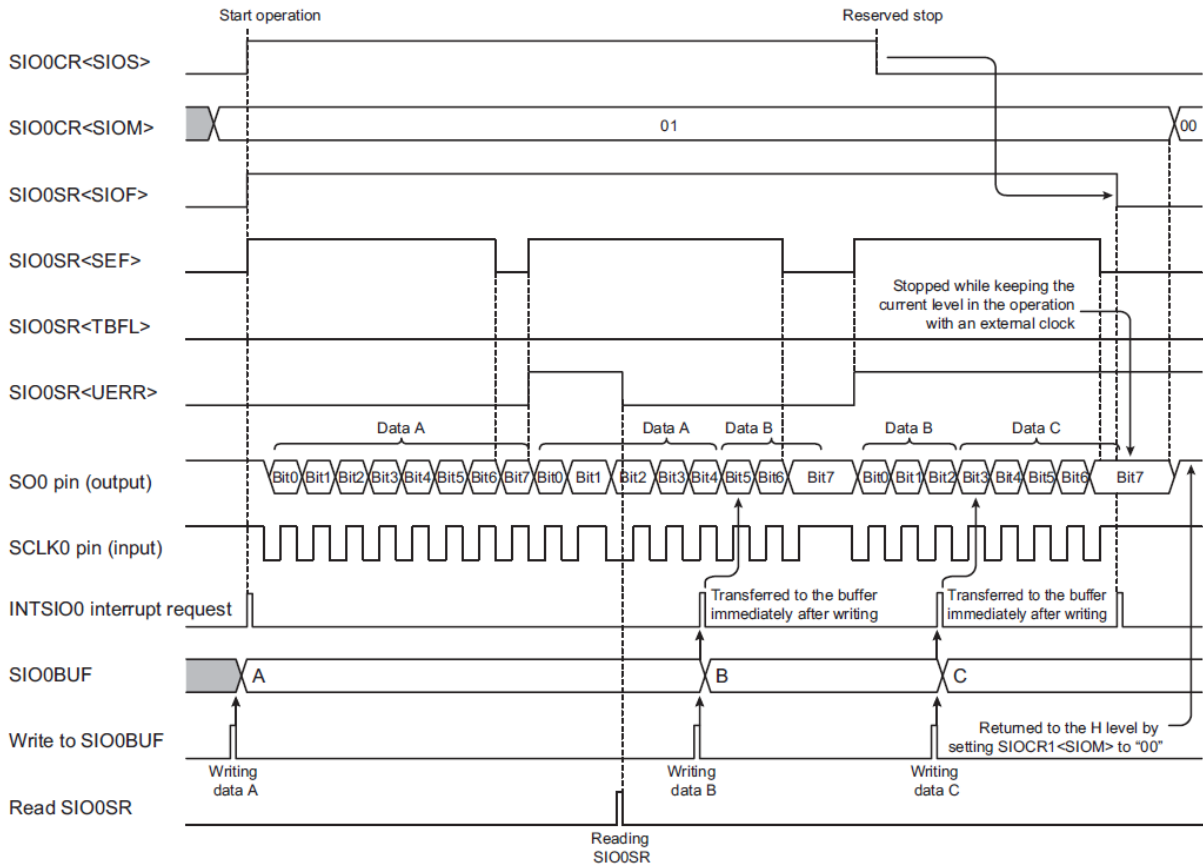 Start operation
Reserved stop
SIO0CR<SIOS>
SIO0CR<SIOM>
01
00
SIO0SR<SIOF>
SIO0SR<SEF>
Stopped while keeping the
current level in the operation
with an external clock
SIO0SR<TBFL>
SIO0SR<UERR>
Data A
Data A
Data B
Data B
Data C
SO0 pin (output)
Bit0 Bit1 Bit2 Bit3 Bit4 Bit5 Bit6 Bit7 Bit0 Bit1 Bit2 Bit3 Bit4 Bit5 Bit6 Bit7 Bit0 Bit1 Bit2 Bit3 Bit4 Bit5 Bit6 Bit7
SCLK0 pin (input)
INTSIO0 interrupt request
Transferred to the buffer
immediately after writing
Transferred to the buffer
immediately after writing
SIO0BUF
A
B
C
Write to SIO0BUF
Returned to the H level by
setting SIOCR1<SIOM> to “00”
Writing
data A
Writing
data B
Writing
data C
Read SIO0SR
Reading
SIO0SR